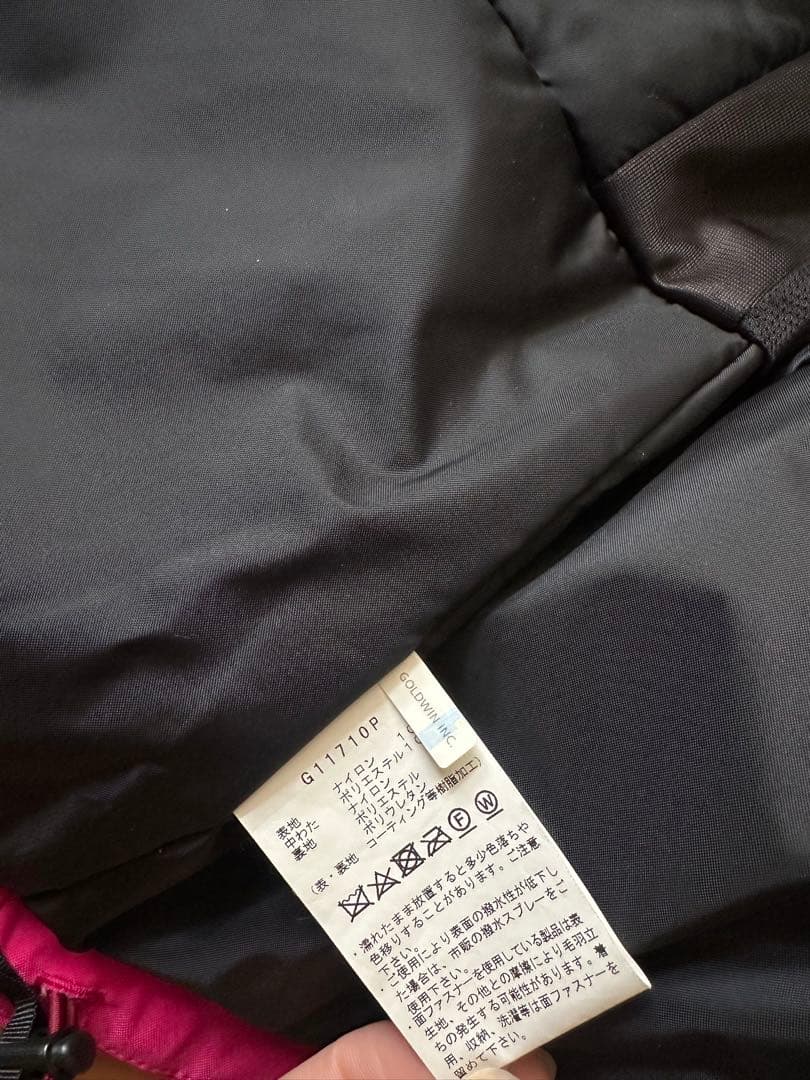 GOLDWIN INC.
G11710P
表地 ナイロン
中わた ポリエステル
裏地 ナイロン
ポリエステル
ポリウレタン
(表・裏地 コーティング等樹脂加工)
F W
・濡れたまま放置すると多少色落ちや
色移りすることがあります。ご注意
下さい。
・ご使用により表面の撥水性が低下し
た場合は、市販の撥水スプレーをご
使用下さい。
・面ファスナーを使用している製品は表
生地、その他との摩擦により毛羽立
ちの発生する可能性があります。着
用、収納、洗濯等は面ファスナーを
留めて下さい。